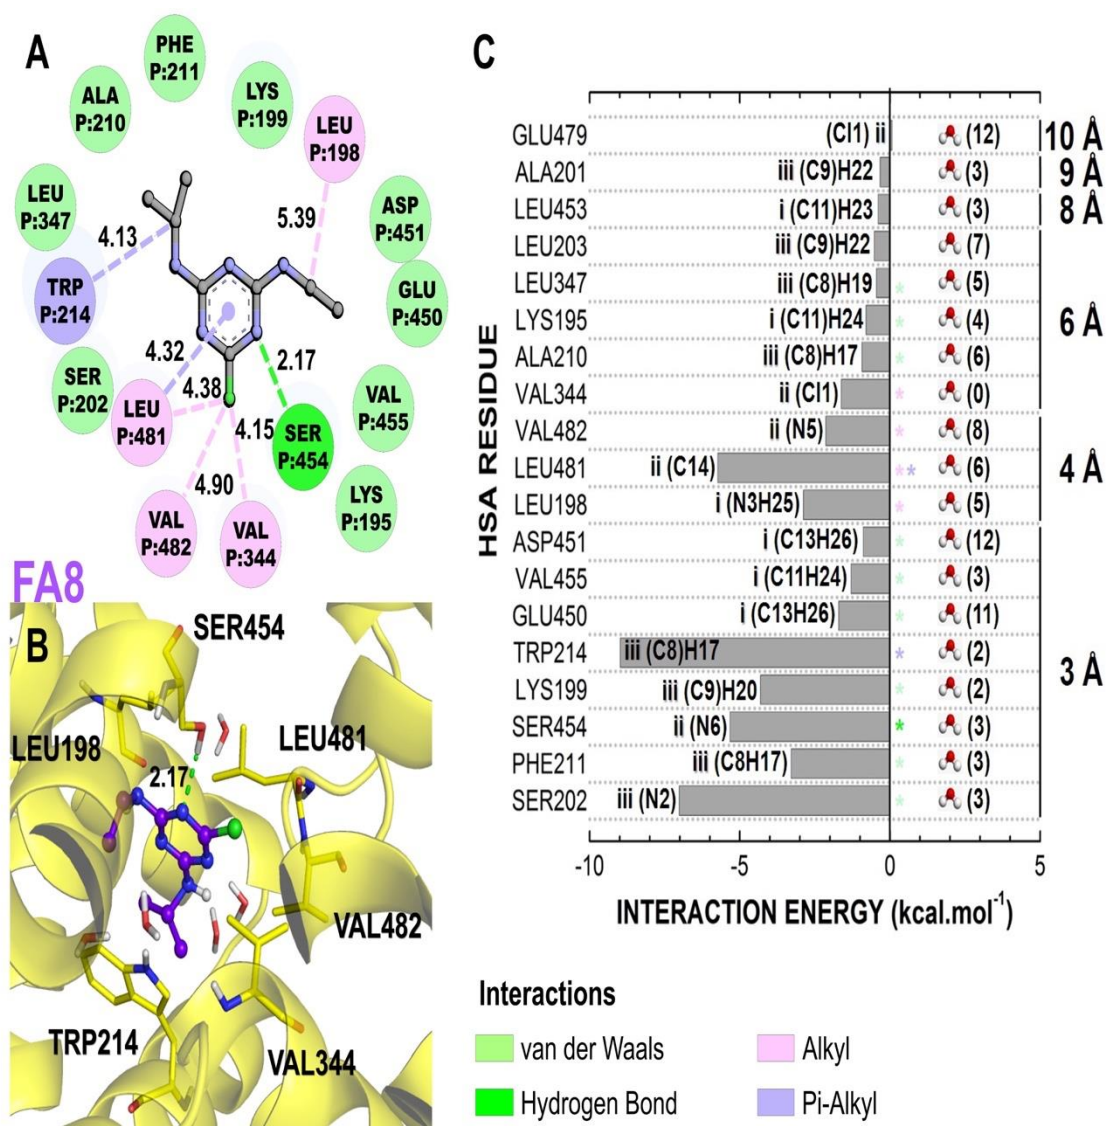 A
PHE
P:211
ALA
P:210
LYS
P:199
LEU
P:198
LEU
P:347
ASP
P:451
4.13
5.39
TRP
P:214
GLU
P:450
4.32
2.17
SER
P:202
4.38
VAL
P:455
LEU
P:481
4.15
SER
P:454
4.90
LYS
P:195
VAL
P:482
VAL
P:344
FA8
B
SER454
LEU198
LEU481
2.17
VAL482
TRP214
VAL344
C
-10 -5 0 5
GLU479 (Cl1) ii (12) 10 Å
ALA201 iii (C9)H22 (3) 9 Å
LEU453 i (C11)H23 (3) 8 Å
LEU203 iii (C9)H22 (7)
LEU347 iii (C8)H19 * (5)
LYS195 i (C11)H24 * (4) 6 Å
ALA210 iii (C8)H17 * (6)
VAL344 ii (Cl1) * (0)
VAL482 ii (N5) * (8)
LEU481 ii (C14) ** (6) 4 Å
LEU198 i (N3H25) * (5)
ASP451 i (C13H26) * (12)
VAL455 i (C11H24) * (3)
GLU450 i (C13H26) * (11)
TRP214 iii (C8)H17 * (2) 3 Å
LYS199 iii (C9)H20 * (2)
SER454 ii (N6) * (3)
PHE211 iii (C8H17) * (3)
SER202 iii (N2) * (3)
HSA RESIDUE
-10 -5 0 5
INTERACTION ENERGY (kcal.mol⁻¹)
Interactions
van der Waals
Alkyl
Hydrogen Bond
Pi-Alkyl